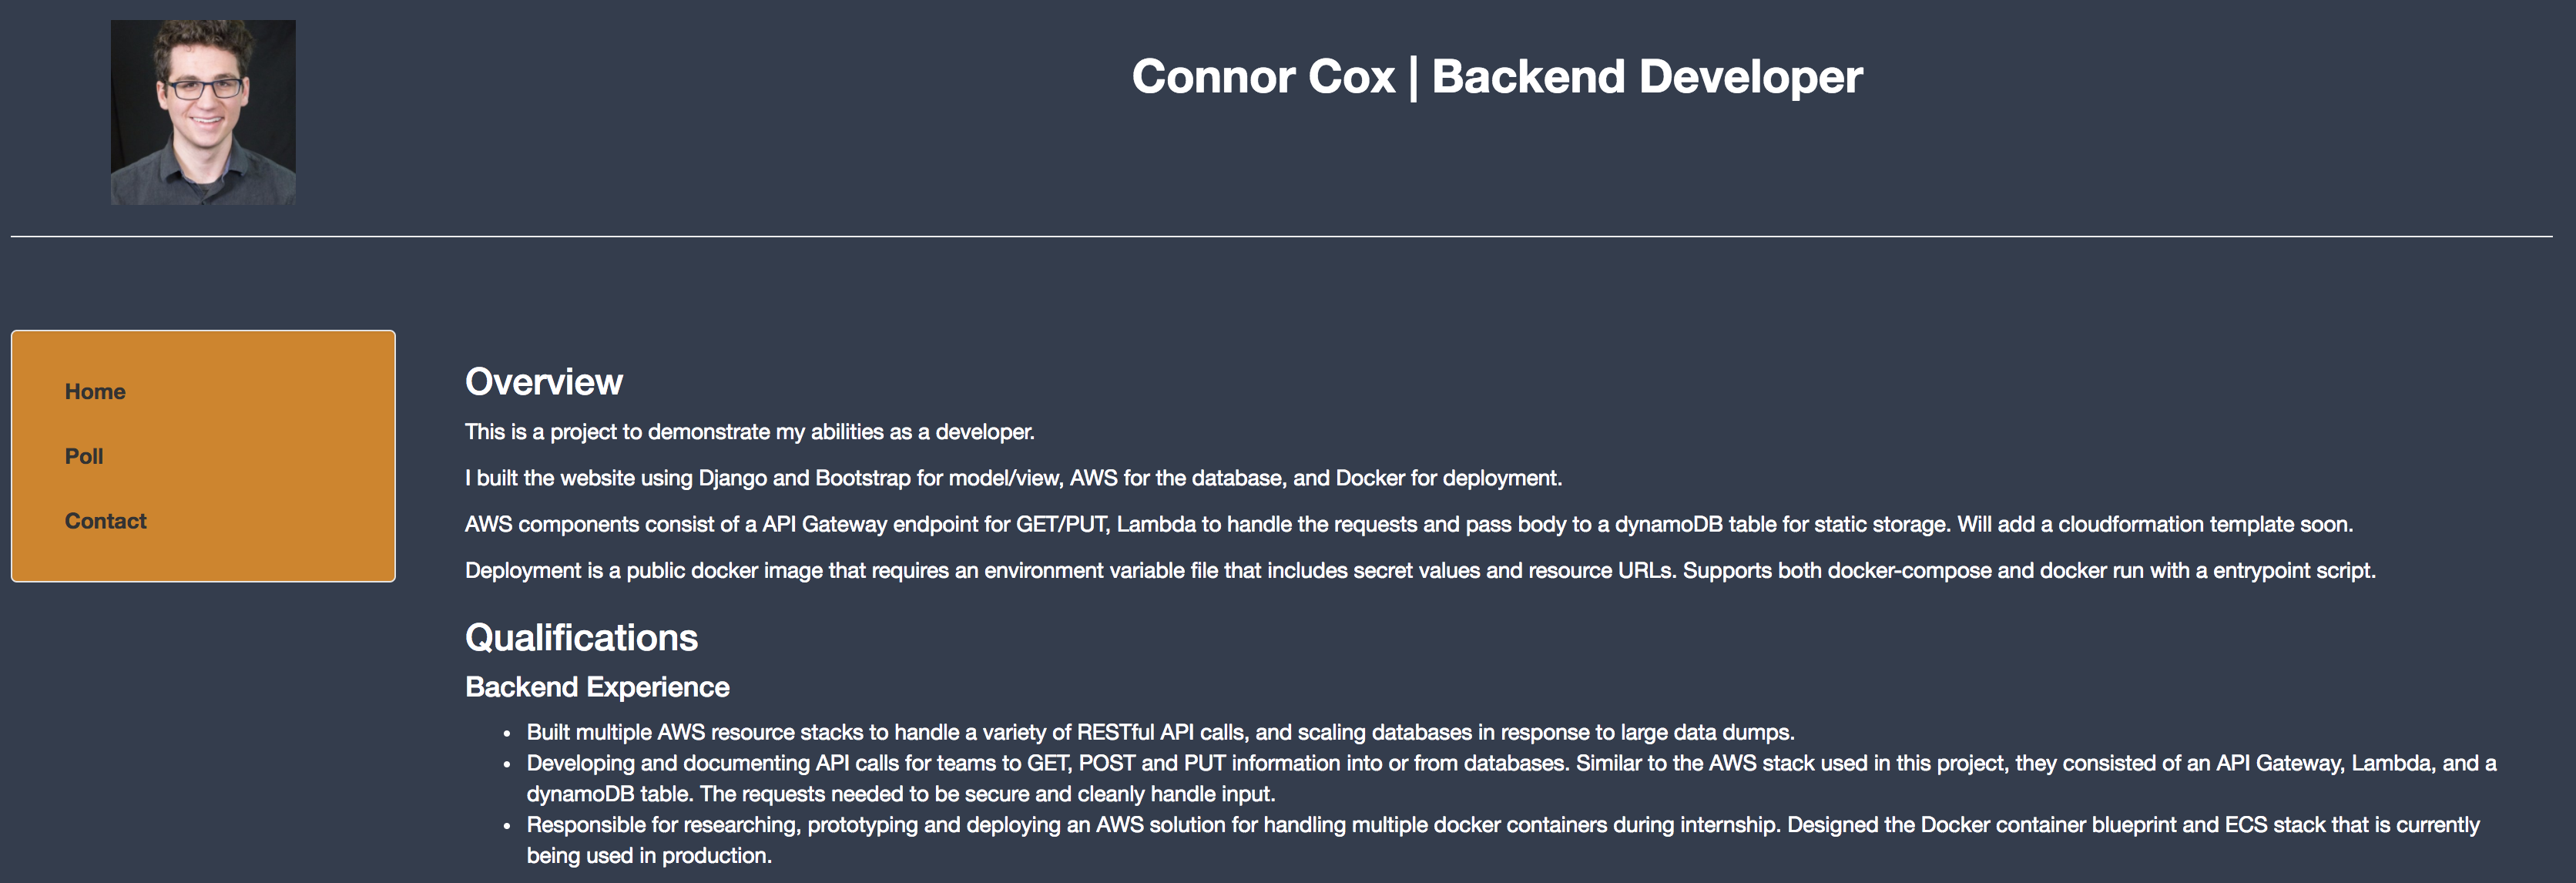 Connor Cox | Backend Developer
Home
Poll
Contact
Overview
This is a project to demonstrate my abilities as a developer.
I built the website using Django and Bootstrap for model/view, AWS for the database, and Docker for deployment.
AWS components consist of a API Gateway endpoint for GET/PUT, Lambda to handle the requests and pass body to a dynamoDB table for static storage. Will add a cloudformation template soon.
Deployment is a public docker image that requires an environment variable file that includes secret values and resource URLs. Supports both docker-compose and docker run with a entrypoint script.
Qualifications
Backend Experience
• Built multiple AWS resource stacks to handle a variety of RESTful API calls, and scaling databases in response to large data dumps.
• Developing and documenting API calls for teams to GET, POST and PUT information into or from databases. Similar to the AWS stack used in this project, they consisted of an API Gateway, Lambda, and a
dynamoDB table. The requests needed to be secure and cleanly handle input.
• Responsible for researching, prototyping and deploying an AWS solution for handling multiple docker containers during internship. Designed the Docker container blueprint and ECS stack that is currently
being used in production.